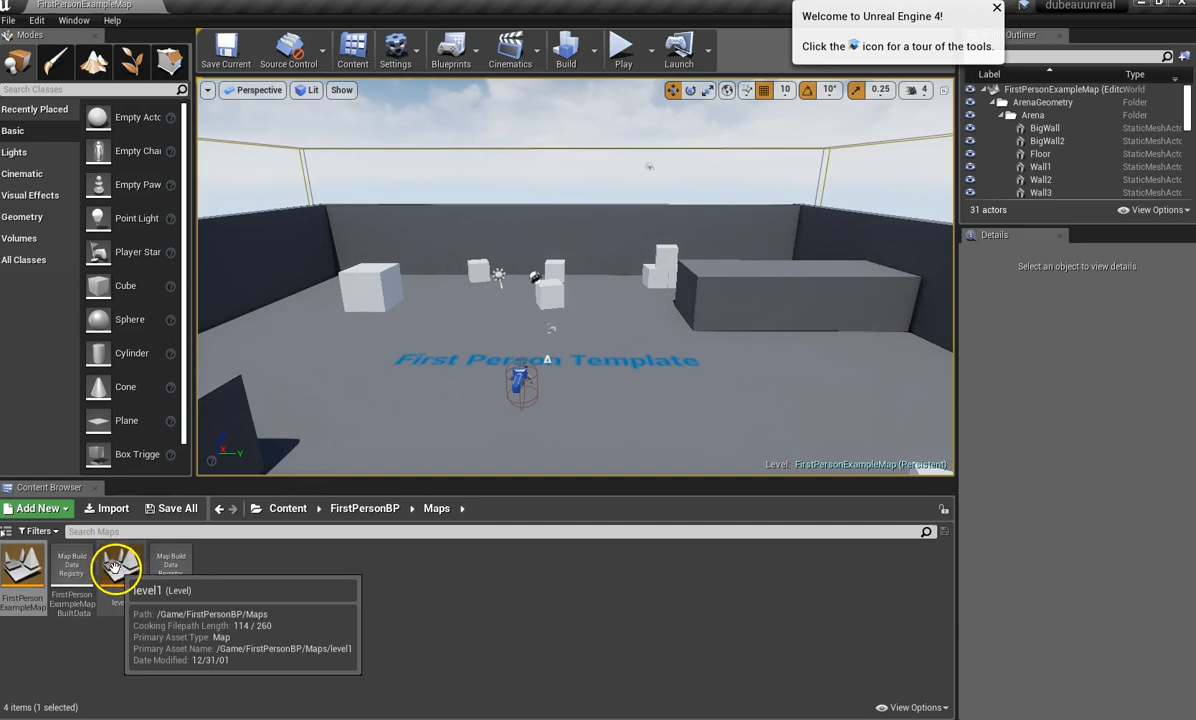 FirstPersonExampleMap
dubeauunreal
File Edit Window Help
Modes
Search Classes
Recently Placed
Basic
Lights
Cinematic
Visual Effects
Geometry
Volumes
All Classes
Empty Acto
Empty Char
Empty Paw
Point Light
Player Star
Cube
Sphere
Cylinder
Cone
Plane
Box Trigge
Save Current
Source Control
Content
Settings
Blueprints
Cinematics
Build
Play
Launch
Welcome to Unreal Engine 4!
Click the icon for a tour of the tools.
Perspective
Lit
Show
10
10°
0.25
4
First Person Template
Level: FirstPersonExampleMap (Persistent)
Outliner
Label Type
FirstPersonExampleMap (Edito World
ArenaGeometry Folder
Arena Folder
BigWall StaticMeshActo
BigWall2 StaticMeshActo
Floor StaticMeshActo
Wall1 StaticMeshActo
Wall2 StaticMeshActo
Wall3 StaticMeshActo
31 actors
View Options
Details
Select an object to view details.
Content Browser
Add New
Import
Save All
Content
FirstPersonBP
Maps
Filters
Search Maps
FirstPerson
ExampleMap
Map Build
Data
Registry
FirstPerson
ExampleMap
BuiltData
Map Build
Data
Registry
level1 (Level)
Path: /Game/FirstPersonBP/Maps
Cooking Filepath Length: 114 / 260
Primary Asset Type: Map
Primary Asset Name: /Game/FirstPersonBP/Maps/level1
Date Modified: 12/31/01
4 items (1 selected)
View Options